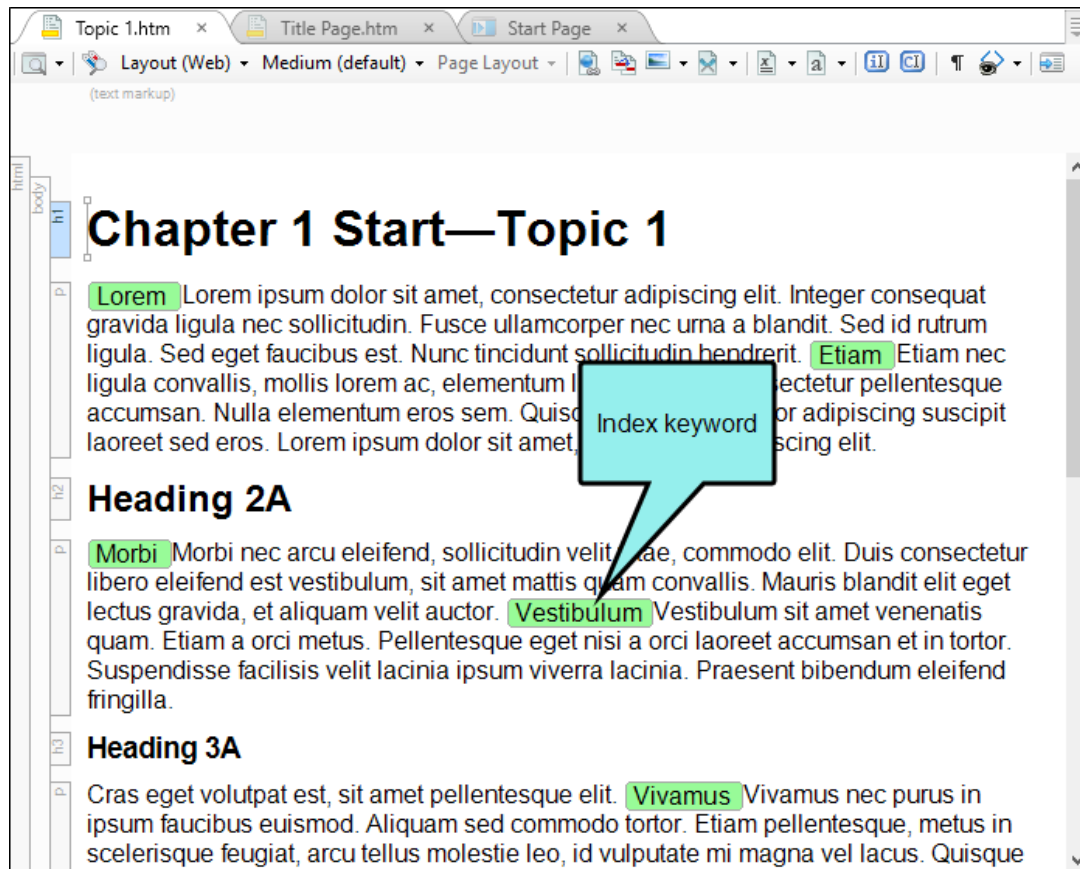 Topic 1.htm × Title Page.htm × Start Page ×
Layout (Web) Medium (default) Page Layout x a iI CI ¶
(text markup)
html
body
h1
Chapter 1 Start—Topic 1
p
Lorem Lorem ipsum dolor sit amet, consectetur adipiscing elit. Integer consequat
gravida ligula nec sollicitudin. Fusce ullamcorper nec urna a blandit. Sed id rutrum
ligula. Sed eget faucibus est. Nunc tincidunt sollicitudin hendrerit. Etiam Etiam nec
ligula convallis, mollis lorem ac, elementum pellentesque
accumsan. Nulla elementum eros sem. adipiscing suscipit
laoreet sed eros. Lorem ipsum dolor sit amet, elit.
Index keyword
h2
Heading 2A
p
Morbi Morbi nec arcu eleifend, sollicitudin velit commodo elit. Duis consectetur
libero eleifend est vestibulum, sit amet mattis quam convallis. Mauris blandit elit eget
lectus gravida, et aliquam velit auctor. Vestibulum Vestibulum sit amet venenatis
quam. Etiam a orci metus. Pellentesque eget nisi a orci laoreet accumsan et in tortor.
Suspendisse facilisis velit lacinia ipsum viverra lacinia. Praesent bibendum eleifend
fringilla.
h3
Heading 3A
p
Cras eget volutpat est, sit amet pellentesque elit. Vivamus Vivamus nec purus in
ipsum faucibus euismod. Aliquam sed commodo tortor. Etiam pellentesque, metus in
scelerisque feugiat, arcu tellus molestie leo, id vulputate mi magna vel lacus. Quisque